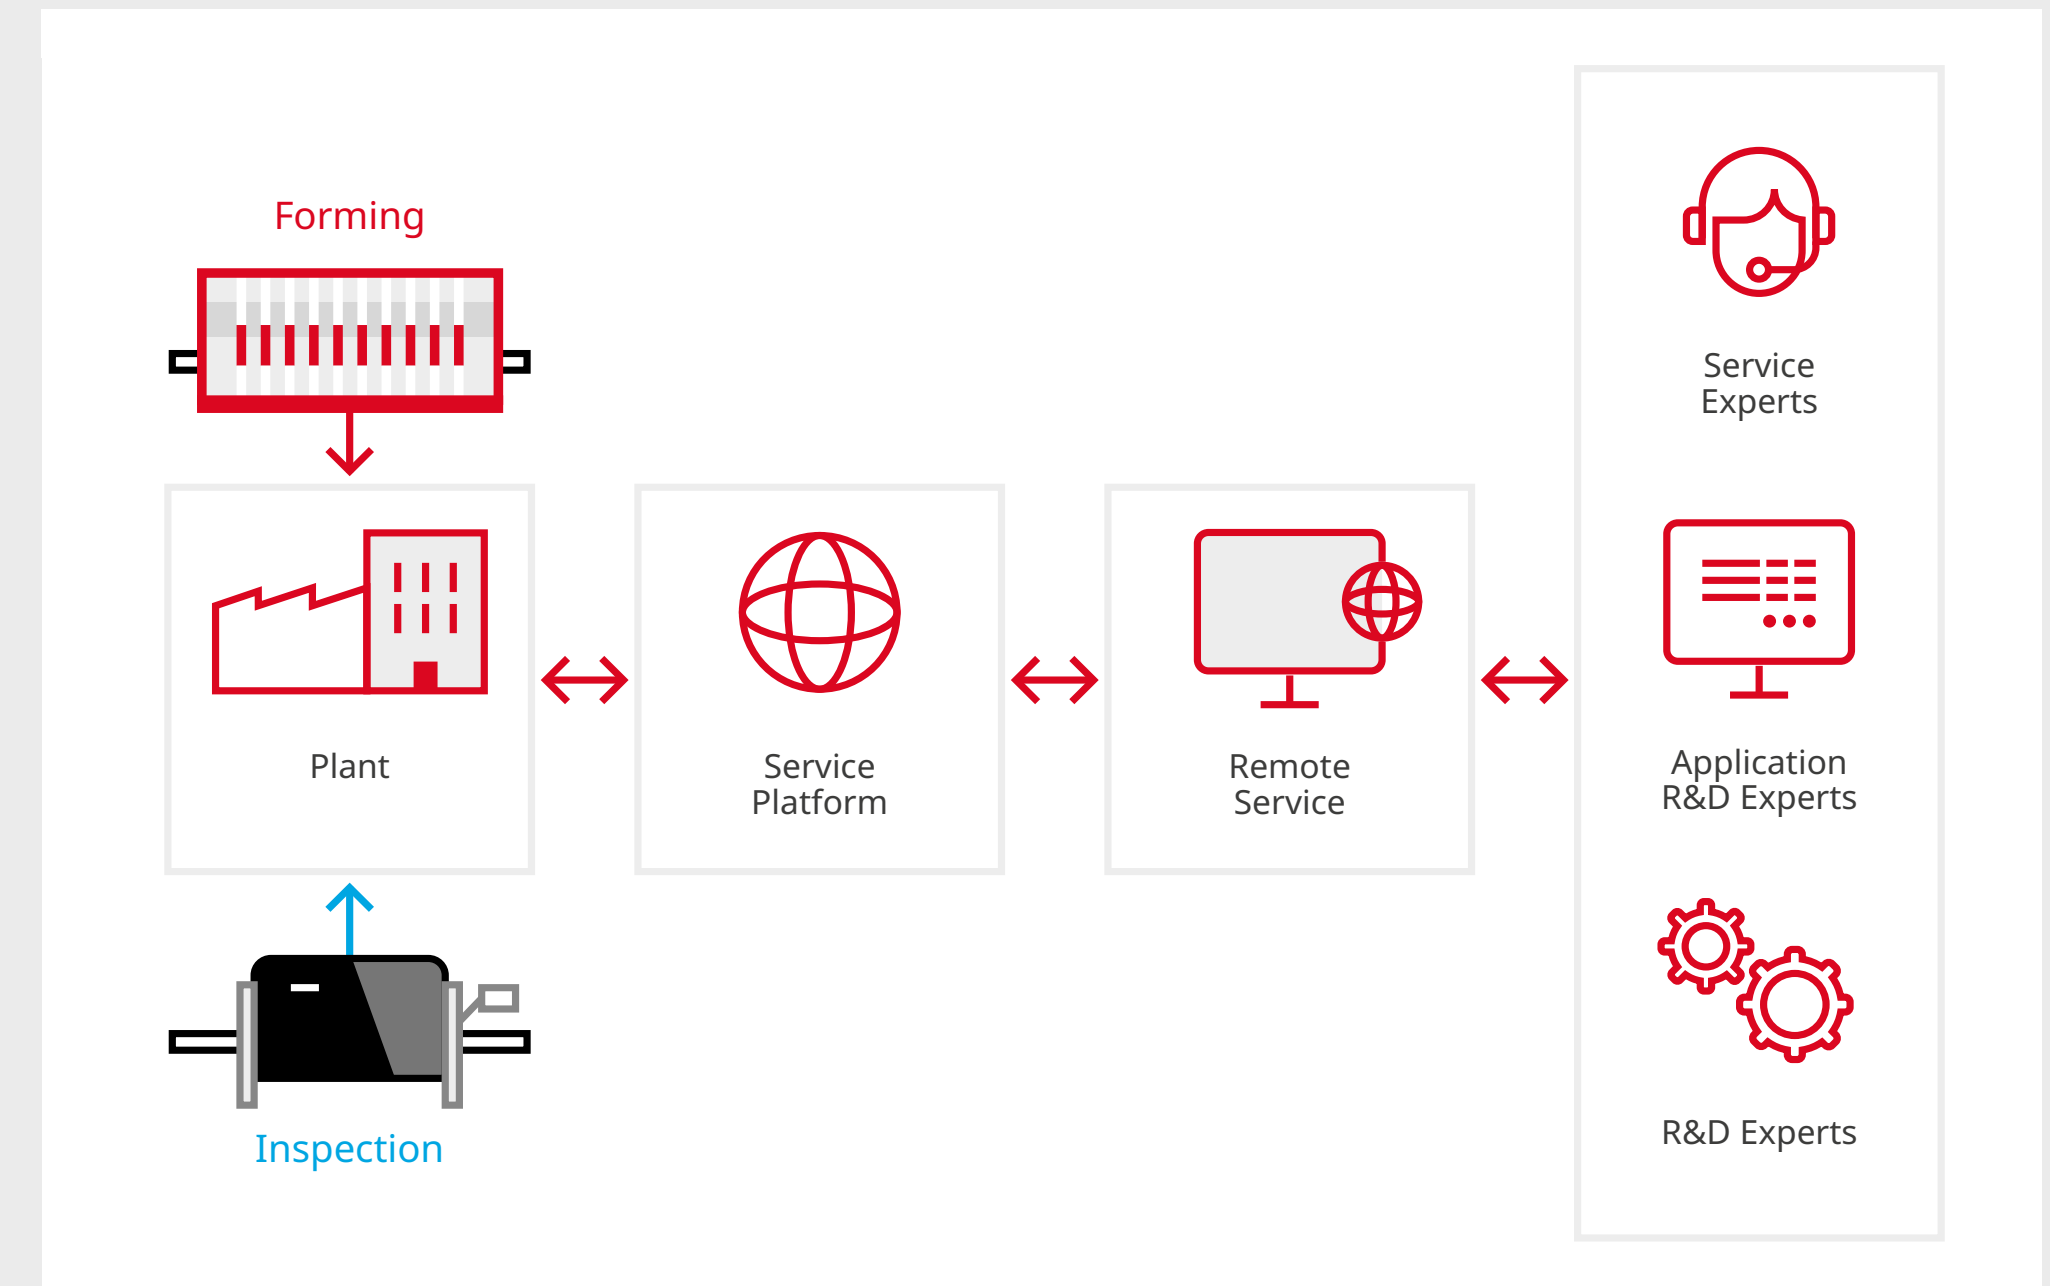 Forming
Plant
Inspection
Service
Platform
Remote
Service
Service
Experts
Application
R&D Experts
R&D Experts